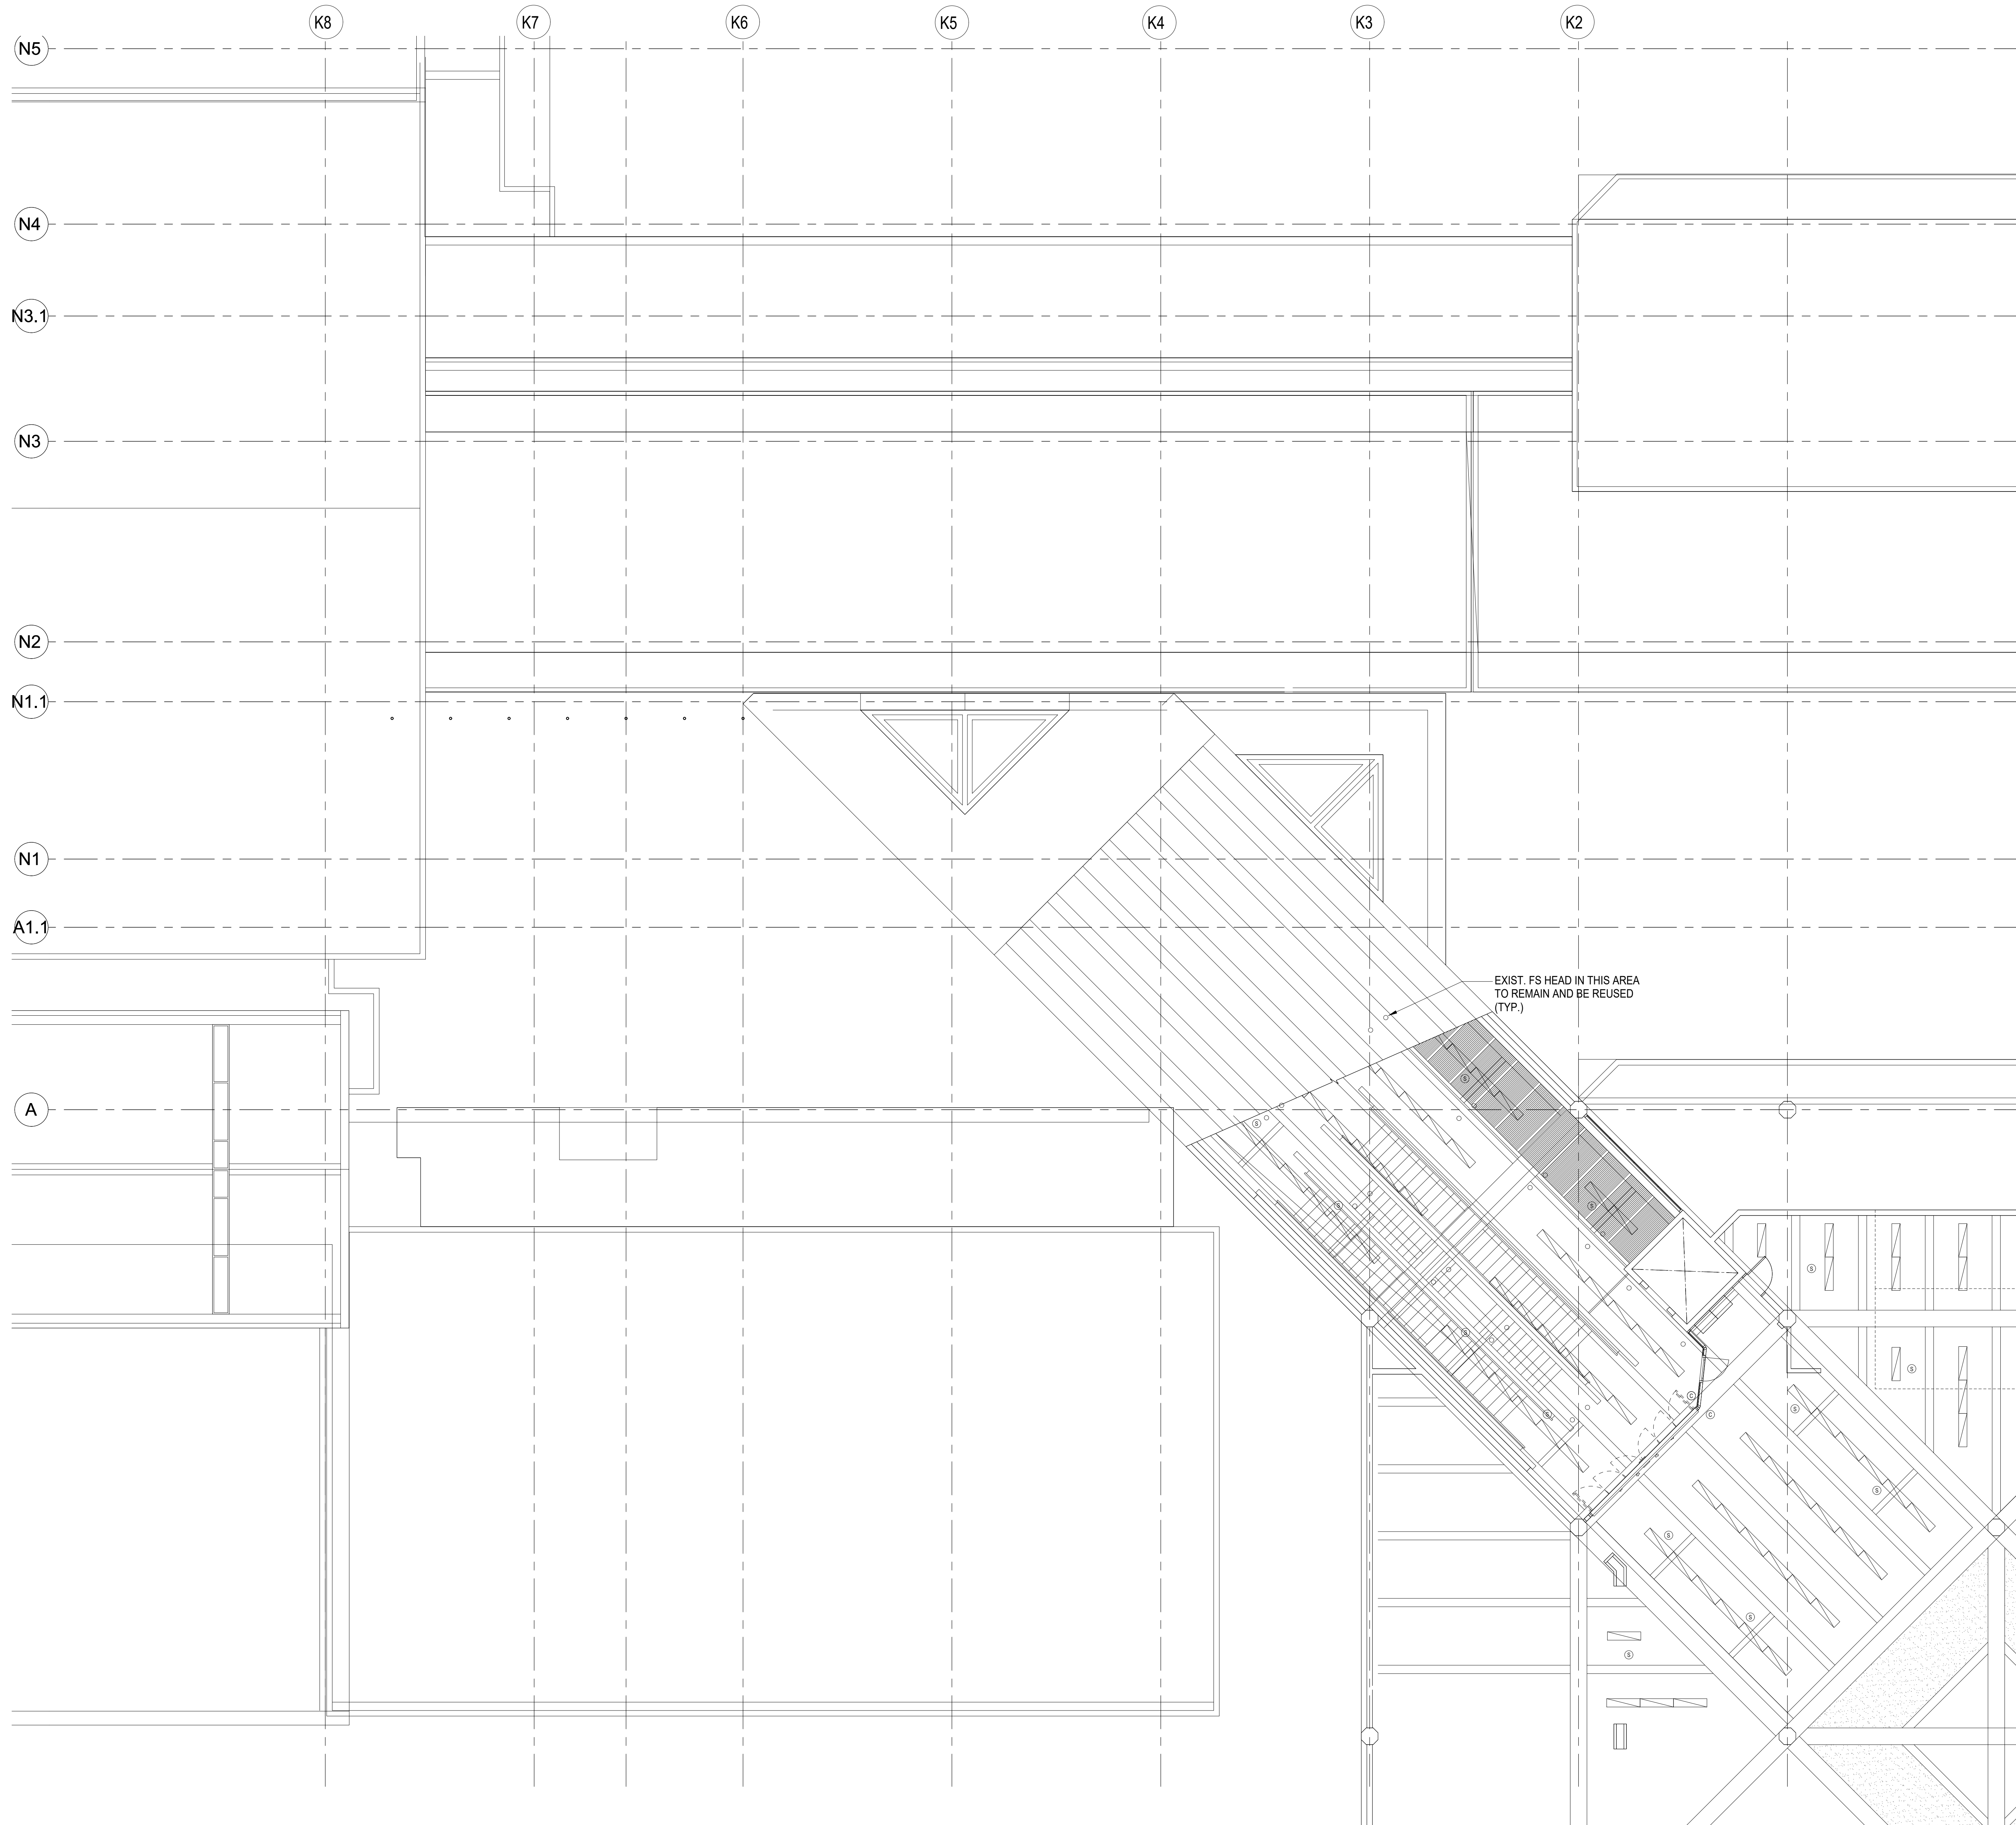 K8
K7
K6
K5
K4
K3
K2
N5
N4
N3.1
N3
N2
N1.1
N1
A1.1
EXIST. FS HEAD IN THIS AREA
TO REMAIN AND BE REUSED
(TYP.)
A
S
S
S
S
S
S
S
S
S
C
C
S
S
S
S
S